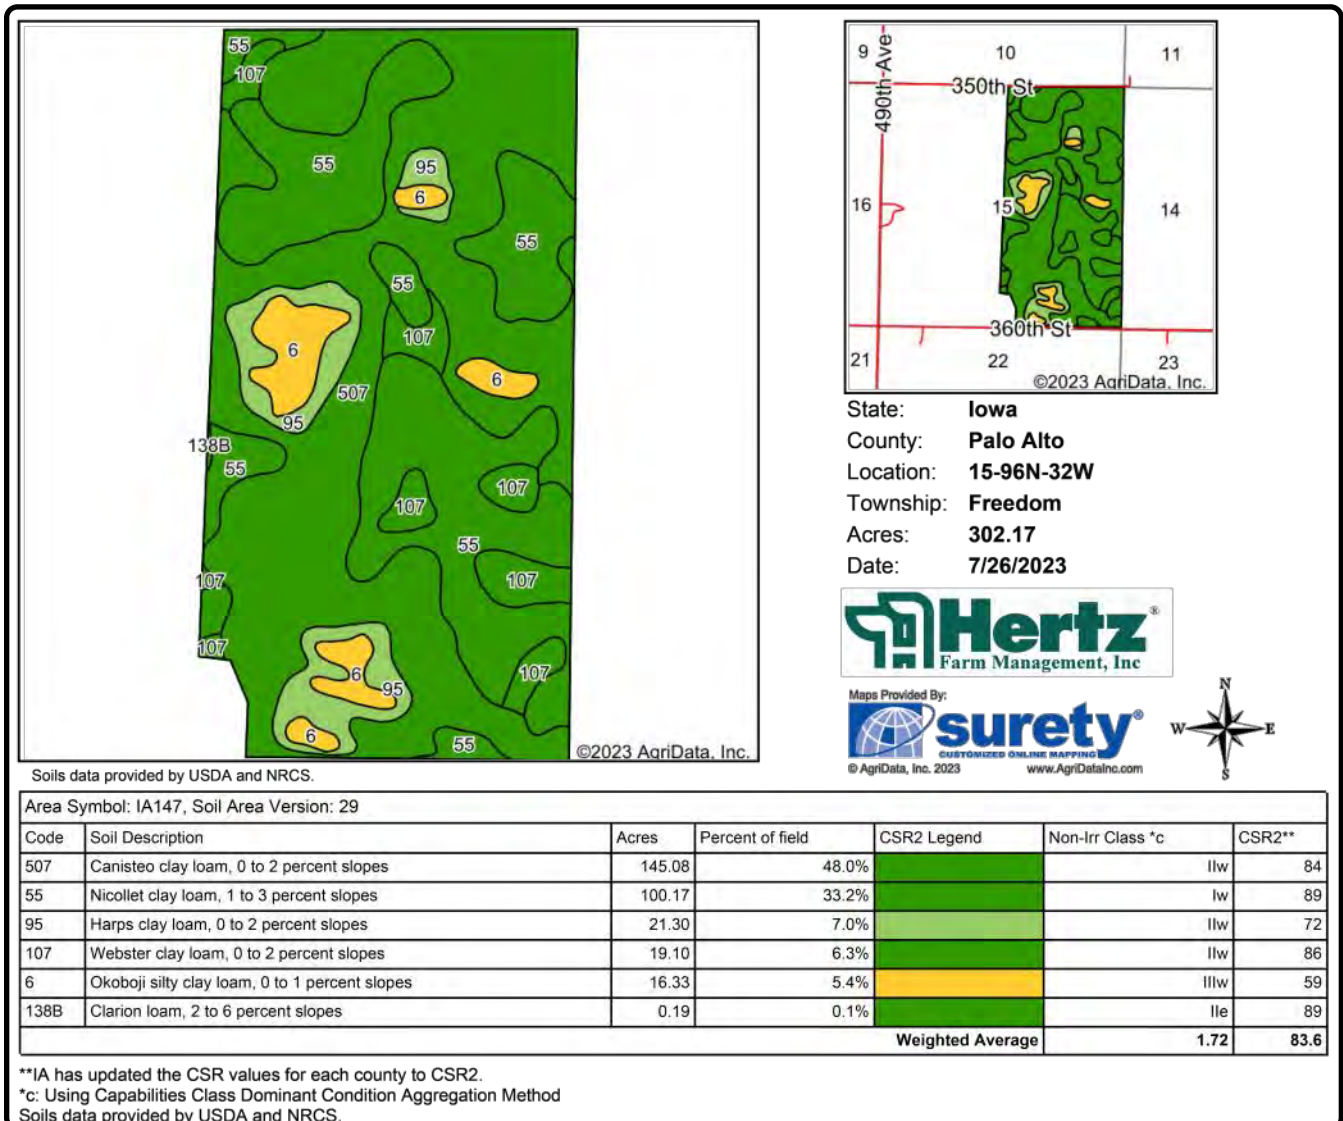 55
107
55
95
6
55
55
107
6
6
507
95
138B
55
107
107
55
107
107
107
107
6
95
6
55
©2023 AgriData, Inc.
Soils data provided by USDA and NRCS.
9
10
11
490th Ave
350th St
16
15
14
360th St
21
22
23
©2023 AgriData, Inc.
State: Iowa
County: Palo Alto
Location: 15-96N-32W
Township: Freedom
Acres: 302.17
Date: 7/26/2023
Hertz®
Farm Management, Inc
Maps Provided By:
surety®
CUSTOMIZED ONLINE MAPPING
© AgriData, Inc. 2023 www.AgriDataInc.com
N
W E
S
Area Symbol: IA147, Soil Area Version: 29
Code Soil Description Acres Percent of field CSR2 Legend Non-Irr Class *c CSR2**
507 Canisteo clay loam, 0 to 2 percent slopes 145.08 48.0% IIw 84
55 Nicollet clay loam, 1 to 3 percent slopes 100.17 33.2% Iw 89
95 Harps clay loam, 0 to 2 percent slopes 21.30 7.0% IIw 72
107 Webster clay loam, 0 to 2 percent slopes 19.10 6.3% IIw 86
6 Okoboji silty clay loam, 0 to 1 percent slopes 16.33 5.4% IIIw 59
138B Clarion loam, 2 to 6 percent slopes 0.19 0.1% IIe 89
Weighted Average 1.72 83.6
**IA has updated the CSR values for each county to CSR2.
*c: Using Capabilities Class Dominant Condition Aggregation Method
Soils data provided by USDA and NRCS.